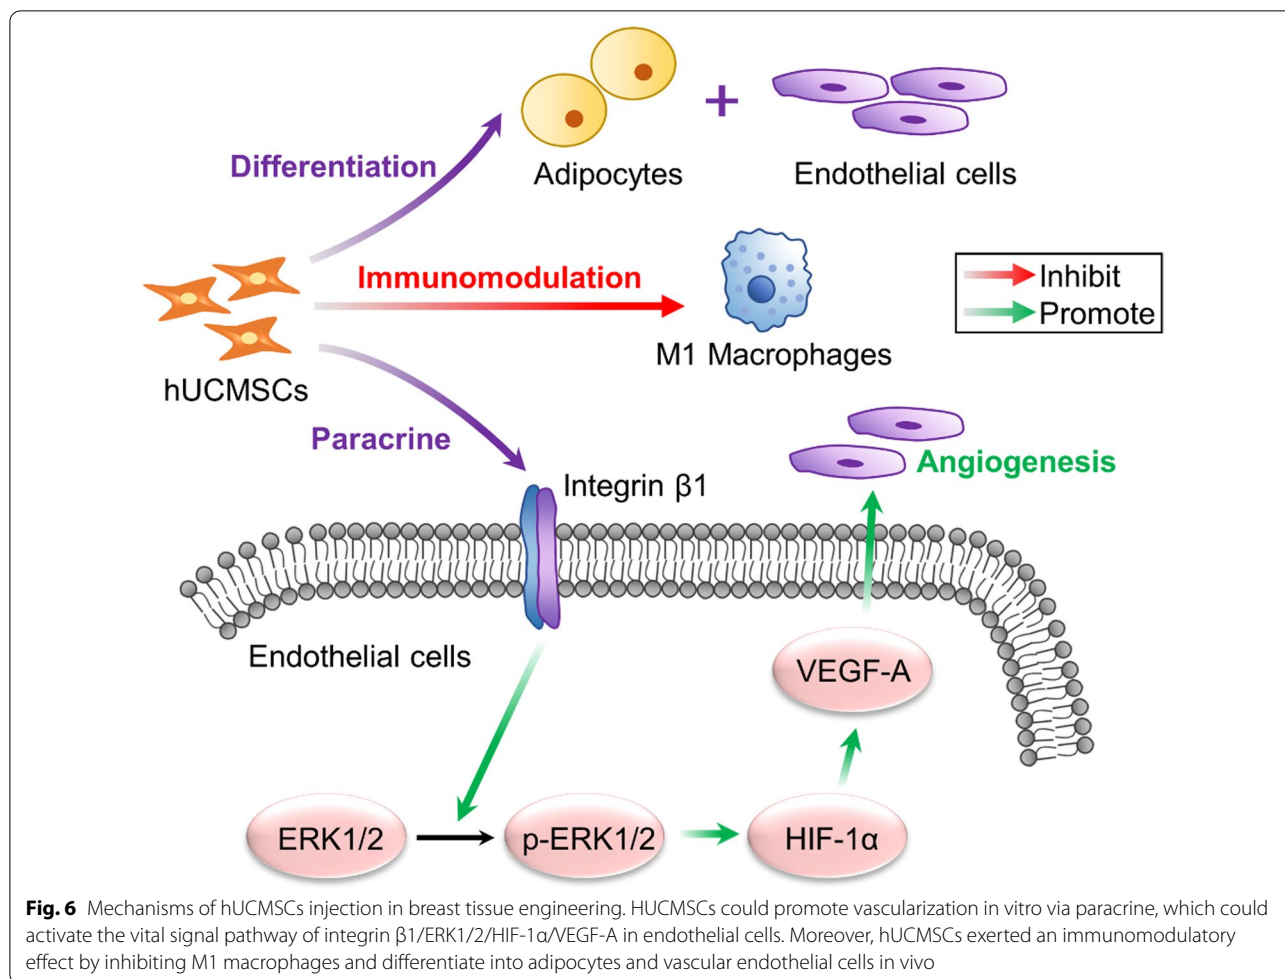 Differentiation
Adipocytes
+
Endothelial cells
Immunomodulation
Inhibit
Promote
M1 Macrophages
hUCMSCs
Paracrine
Integrin β1
Angiogenesis
Endothelial cells
VEGF-A
ERK1/2
p-ERK1/2
HIF-1α
Fig. 6 Mechanisms of hUCMSCs injection in breast tissue engineering. HUCMSCs could promote vascularization in vitro via paracrine, which could
activate the vital signal pathway of integrin β1/ERK1/2/HIF-1α/VEGF-A in endothelial cells. Moreover, hUCMSCs exerted an immunomodulatory
effect by inhibiting M1 macrophages and differentiate into adipocytes and vascular endothelial cells in vivo